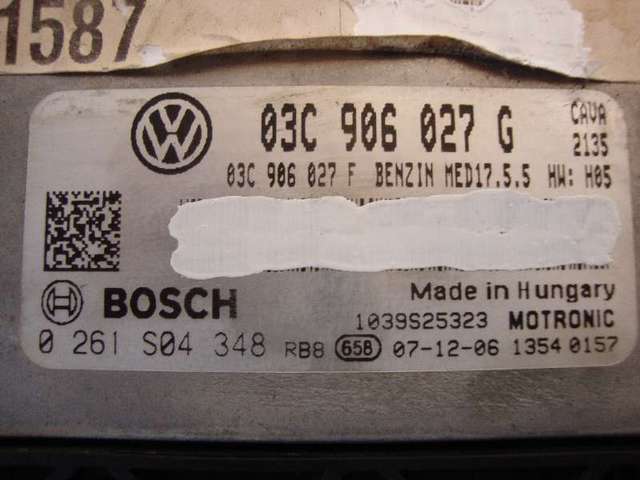 1587
VW 03C 906 027 G CAVA
2135
03C 906 027 F BENZIN MED17.5.5 HW: H05
BOSCH Made in Hungary
1039S25323 MOTRONIC
0 261 S04 348 RB8 658 07-12-06 1354 0157